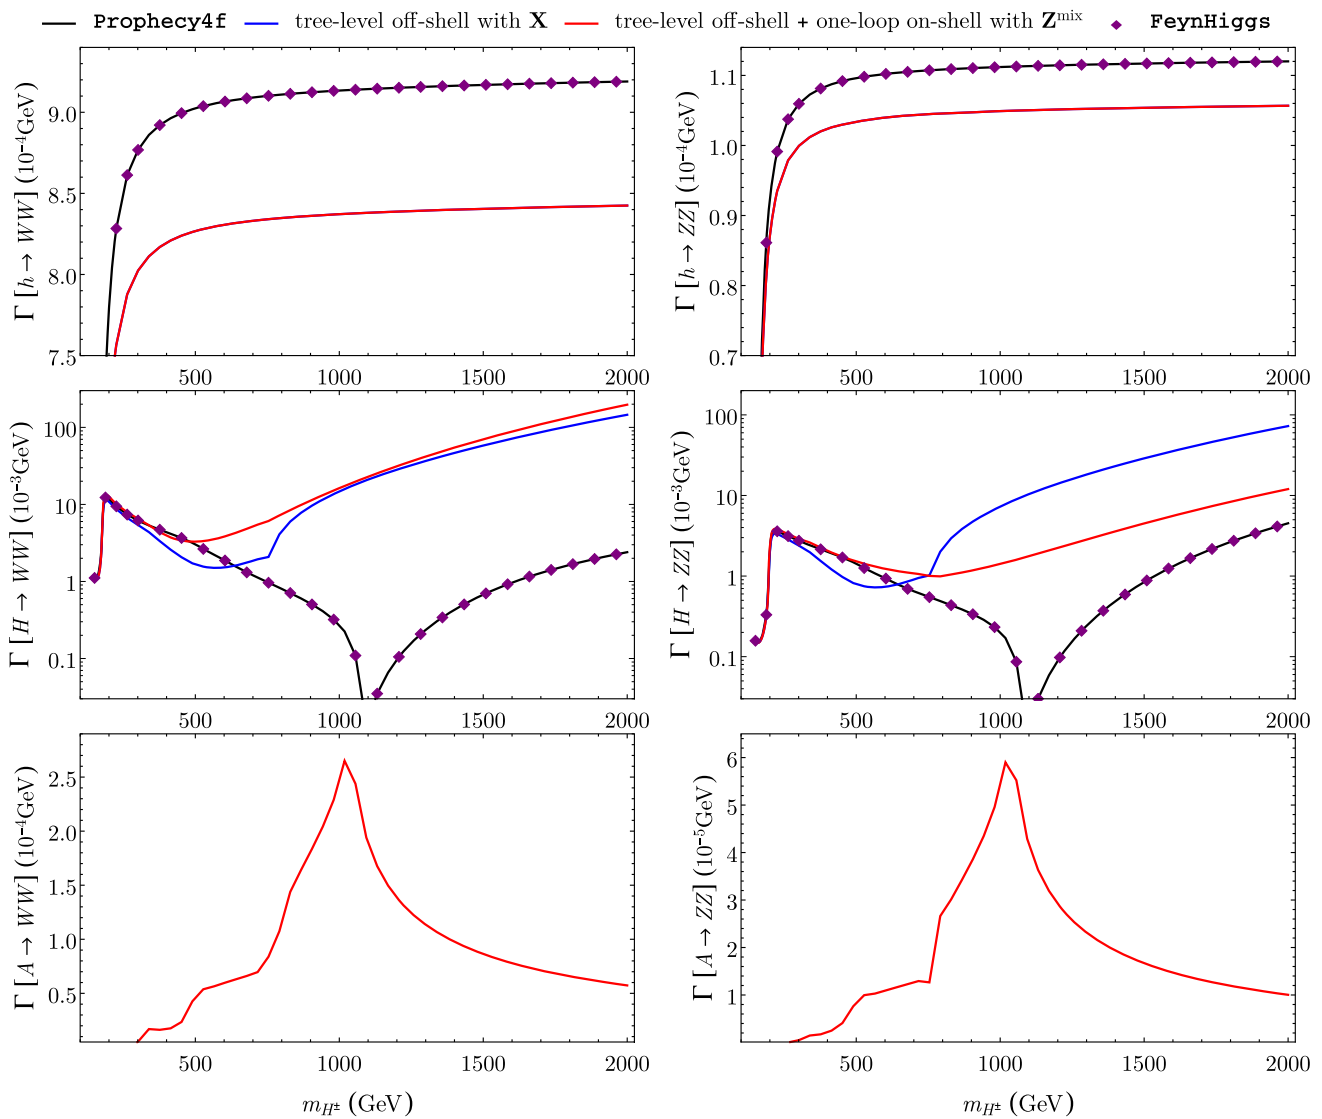 Prophecy4f tree-level off-shell with X tree-level off-shell + one-loop on-shell with Z^mix FeynHiggs
Γ [h → WW] (10⁻⁴GeV)
9.0
8.5
8.0
7.5
500 1000 1500 2000
Γ [h → ZZ] (10⁻⁴GeV)
1.1
1.0
0.9
0.8
0.7
500 1000 1500 2000
Γ [H → WW] (10⁻³GeV)
100
10
1
0.1
500 1000 1500 2000
Γ [H → ZZ] (10⁻³GeV)
100
10
1
0.1
500 1000 1500 2000
Γ [A → WW] (10⁻⁴GeV)
2.5
2.0
1.5
1.0
0.5
500 1000 1500 2000
m_H± (GeV)
Γ [A → ZZ] (10⁻⁵GeV)
6
5
4
3
2
1
500 1000 1500 2000
m_H± (GeV)